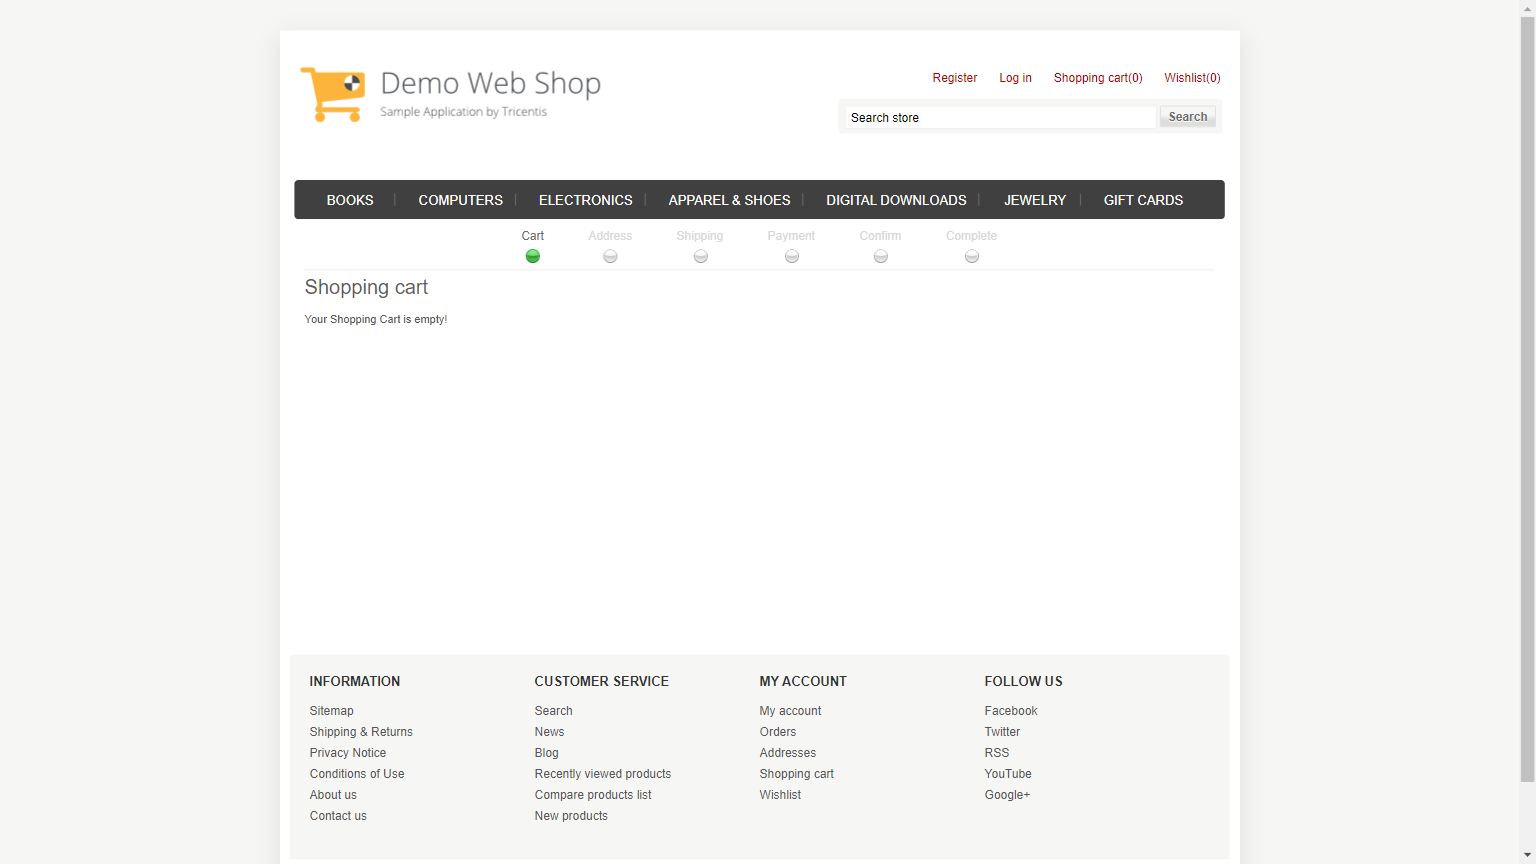 Demo Web Shop
Sample Application by Tricentis
Register Log in Shopping cart(0) Wishlist(0)
Search store Search
BOOKS COMPUTERS ELECTRONICS APPAREL & SHOES DIGITAL DOWNLOADS JEWELRY GIFT CARDS
Cart Address Shipping Payment Confirm Complete
Shopping cart
Your Shopping Cart is empty!
INFORMATION
Sitemap
Shipping & Returns
Privacy Notice
Conditions of Use
About us
Contact us
CUSTOMER SERVICE
Search
News
Blog
Recently viewed products
Compare products list
New products
MY ACCOUNT
My account
Orders
Addresses
Shopping cart
Wishlist
FOLLOW US
Facebook
Twitter
RSS
YouTube
Google+